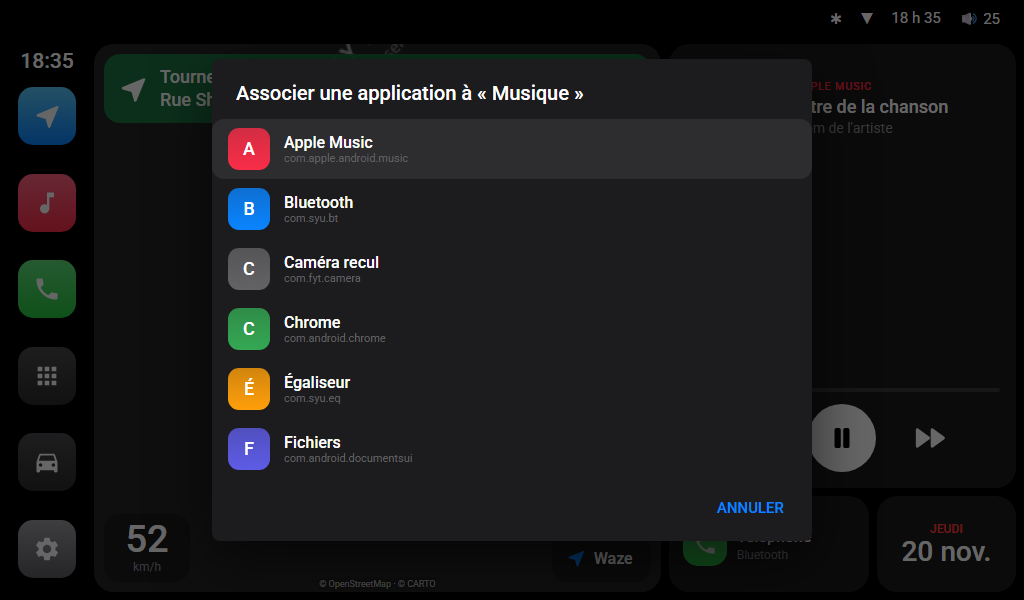 18 h 35
25
18:35
Tourne
Rue Sh
PLE MUSIC
tre de la chanson
m de l'artiste
Associer une application à « Musique »
A
Apple Music
com.apple.android.music
B
Bluetooth
com.syu.bt
C
Caméra recul
com.fyt.camera
C
Chrome
com.android.chrome
É
Égaliseur
com.syu.eq
F
Fichiers
com.android.documentsui
ANNULER
52
km/h
Waze
© OpenStreetMap · © CARTO
Téléphone
Bluetooth
JEUDI
20 nov.